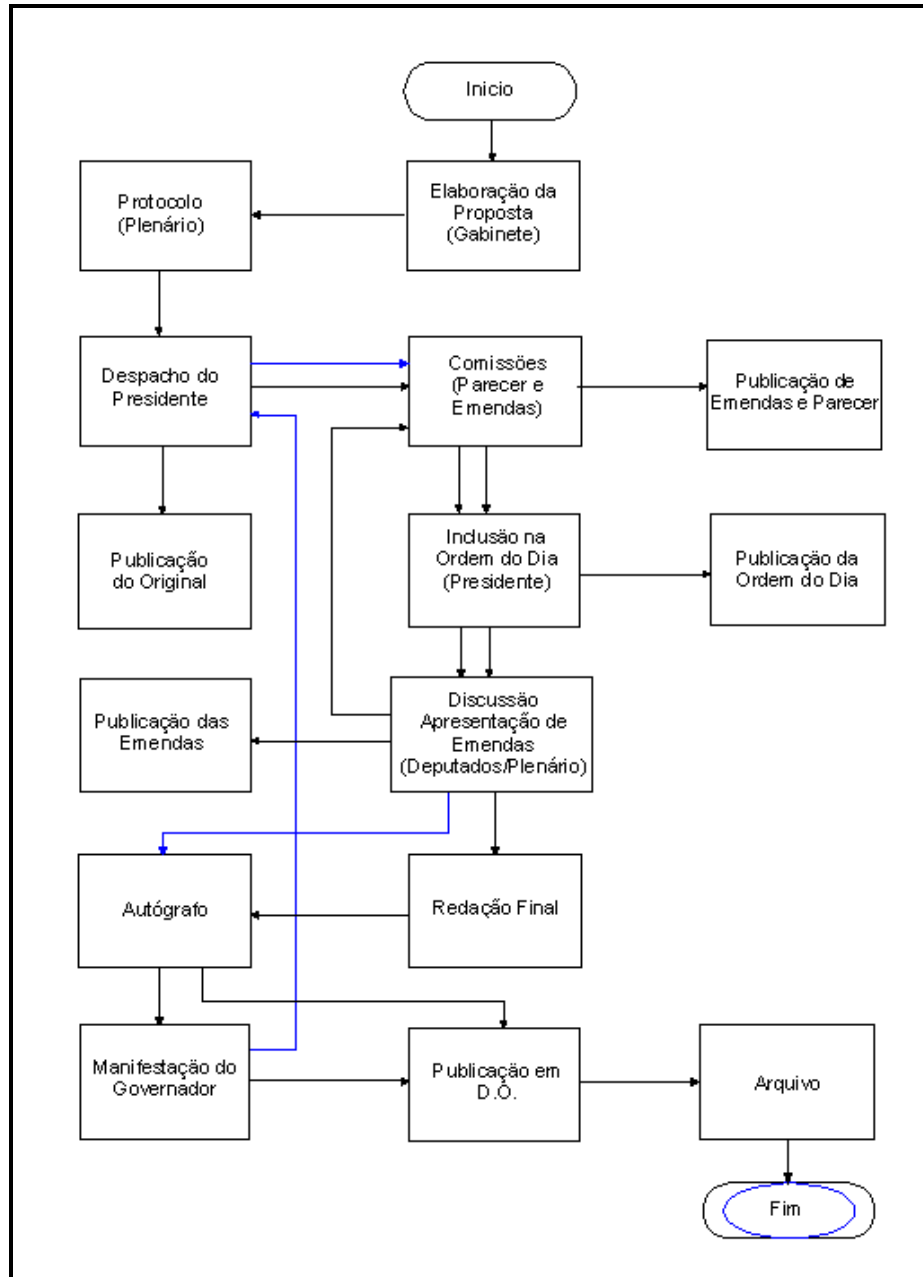 Inicio
Protocolo
(Plenário)
Elaboração da
Proposta
(Gabinete)
Despacho do
Presidente
Comissões
(Parecer e
Emendas)
Publicação de
Emendas e Parecer
Publicação
do Original
Inclusão na
Ordem do Dia
(Presidente)
Publicação da
Ordem do Dia
Publicação das
Emendas
Discussão
Apresentação de
Emendas
(Deputados/Plenário)
Autógrafo
Redação Final
Manifestação do
Governador
Publicação em
D.O.
Arquivo
Fim